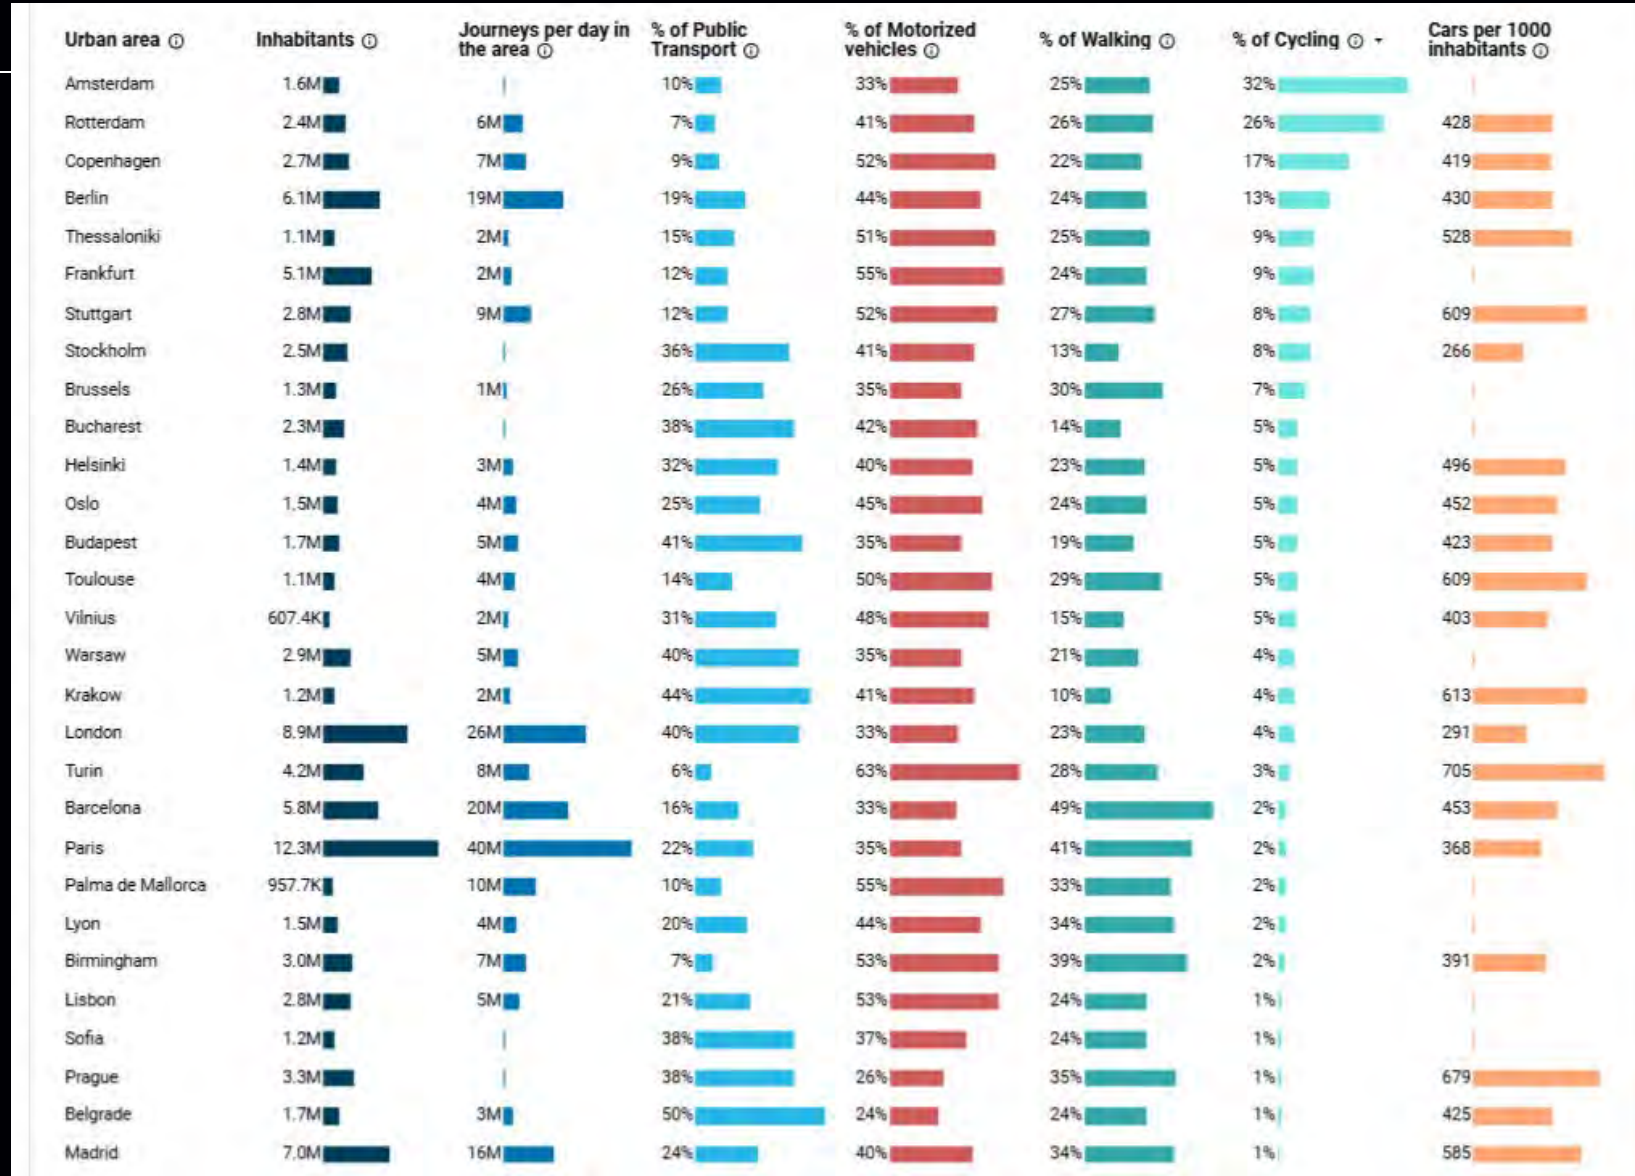 Urban area Inhabitants Journeys per day in the area % of Public Transport % of Motorized vehicles % of Walking % of Cycling Cars per 1000 inhabitants
Amsterdam 1.6M 10% 33% 25% 32%
Rotterdam 2.4M 6M 7% 41% 26% 26% 428
Copenhagen 2.7M 7M 9% 52% 22% 17% 419
Berlin 6.1M 19M 19% 44% 24% 13% 430
Thessaloniki 1.1M 2M 15% 51% 25% 9% 528
Frankfurt 5.1M 2M 12% 55% 24% 9%
Stuttgart 2.8M 9M 12% 52% 27% 8% 609
Stockholm 2.5M 36% 41% 13% 8% 266
Brussels 1.3M 1M 26% 35% 30% 7%
Bucharest 2.3M 38% 42% 14% 5%
Helsinki 1.4M 3M 32% 40% 23% 5% 496
Oslo 1.5M 4M 25% 45% 24% 5% 452
Budapest 1.7M 5M 41% 35% 19% 5% 423
Toulouse 1.1M 4M 14% 50% 29% 5% 609
Vilnius 607.4K 2M 31% 48% 15% 5% 403
Warsaw 2.9M 5M 40% 35% 21% 4%
Krakow 1.2M 2M 44% 41% 10% 4% 613
London 8.9M 26M 40% 33% 23% 4% 291
Turin 4.2M 8M 6% 63% 28% 3% 705
Barcelona 5.8M 20M 16% 33% 49% 2% 453
Paris 12.3M 40M 22% 35% 41% 2% 368
Palma de Mallorca 957.7K 10M 10% 55% 33% 2%
Lyon 1.5M 4M 20% 44% 34% 2%
Birmingham 3.0M 7M 7% 53% 39% 2% 391
Lisbon 2.8M 5M 21% 53% 24% 1%
Sofia 1.2M 38% 37% 24% 1%
Prague 3.3M 38% 26% 35% 1% 679
Belgrade 1.7M 3M 50% 24% 24% 1% 425
Madrid 7.0M 16M 24% 40% 34% 1% 585